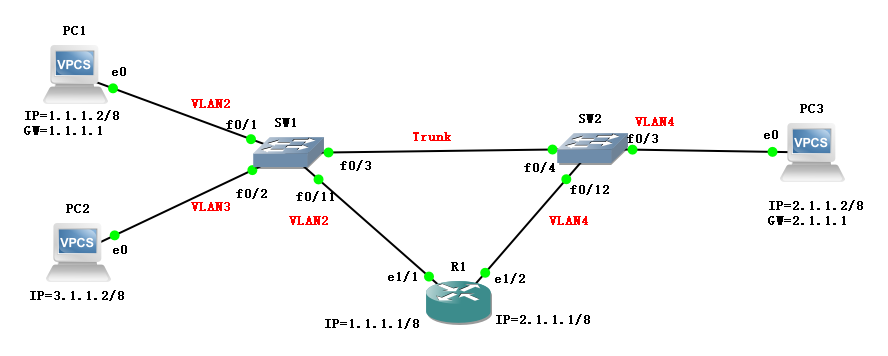 PC1
VPCS
e0
IP=1.1.1.2/8
GW=1.1.1.1
VLAN2
f0/1
SW1
f0/3
f0/2
f0/11
Trunk
SW2
f0/4
f0/3
f0/12
VLAN4
PC3
e0
VPCS
IP=2.1.1.2/8
GW=2.1.1.1
PC2
VPCS
e0
IP=3.1.1.2/8
VLAN3
VLAN2
VLAN4
R1
e1/1
e1/2
IP=1.1.1.1/8
IP=2.1.1.1/8